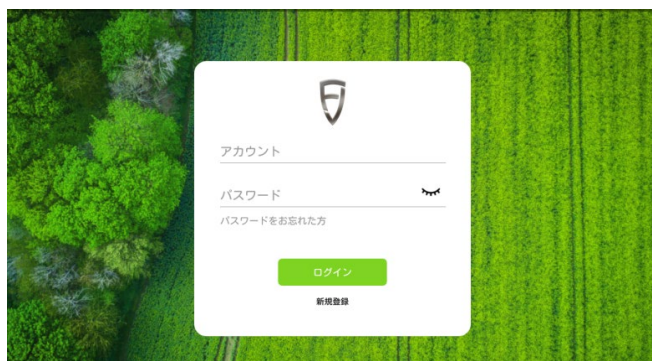 アカウント
パスワード
パスワードをお忘れた方
ログイン
新規登録